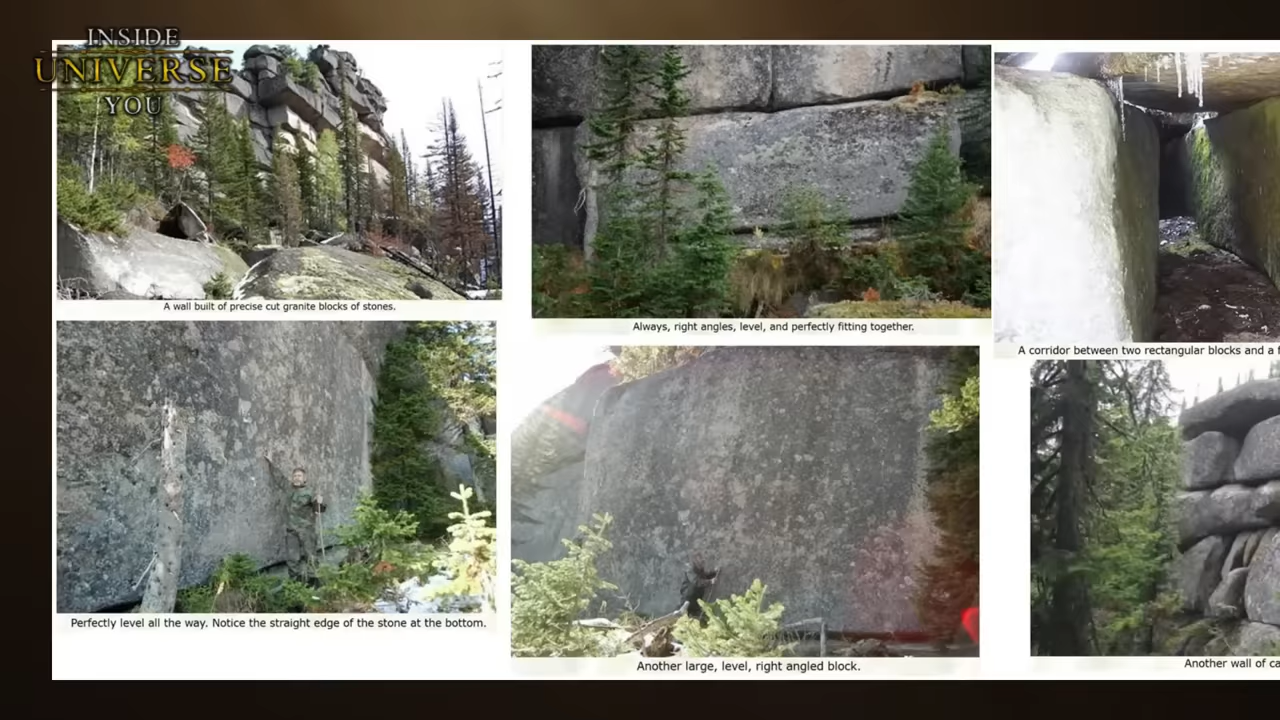 INSIDE
UNIVERSE
YOU
A wall built of precise cut granite blocks of stones.
Always, right angles, level, and perfectly fitting together.
A corridor between two rectangular blocks and a f
Perfectly level all the way. Notice the straight edge of the stone at the bottom.
Another large, level, right angled block.
Another wall of ca